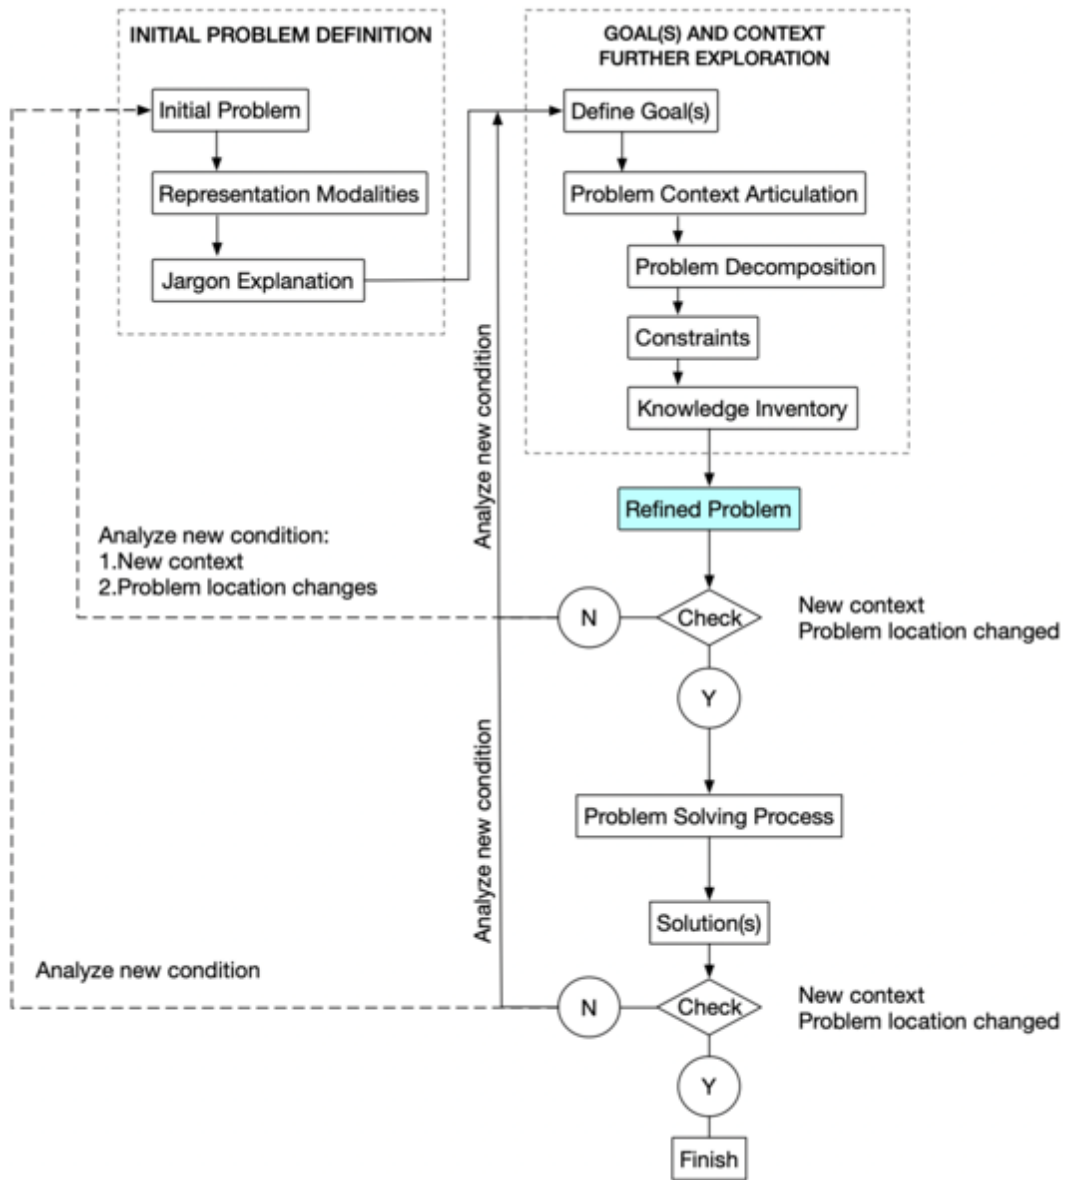 INITIAL PROBLEM DEFINITION
Initial Problem
Representation Modalities
Jargon Explanation
GOAL(S) AND CONTEXT
FURTHER EXPLORATION
Define Goal(s)
Problem Context Articulation
Problem Decomposition
Constraints
Knowledge Inventory
Analyze new condition
Refined Problem
Analyze new condition:
1.New context
2.Problem location changes
N
Check
New context
Problem location changed
Y
Analyze new condition
Problem Solving Process
Solution(s)
Analyze new condition
N
Check
New context
Problem location changed
Y
Finish